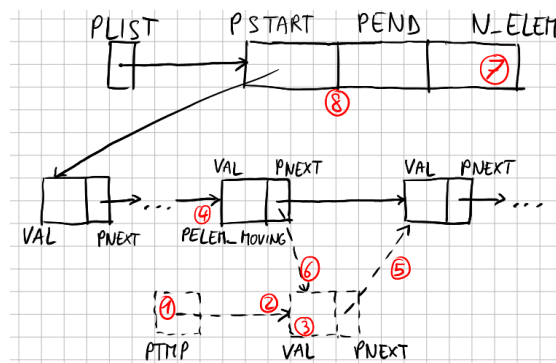 PLIST PSTART PEND N_ELEM
7
8
VAL PNEXT VAL PNEXT
... ...
4
VAL PNEXT PELEM_MOVING
6 5
1 2
3
PTMP VAL PNEXT